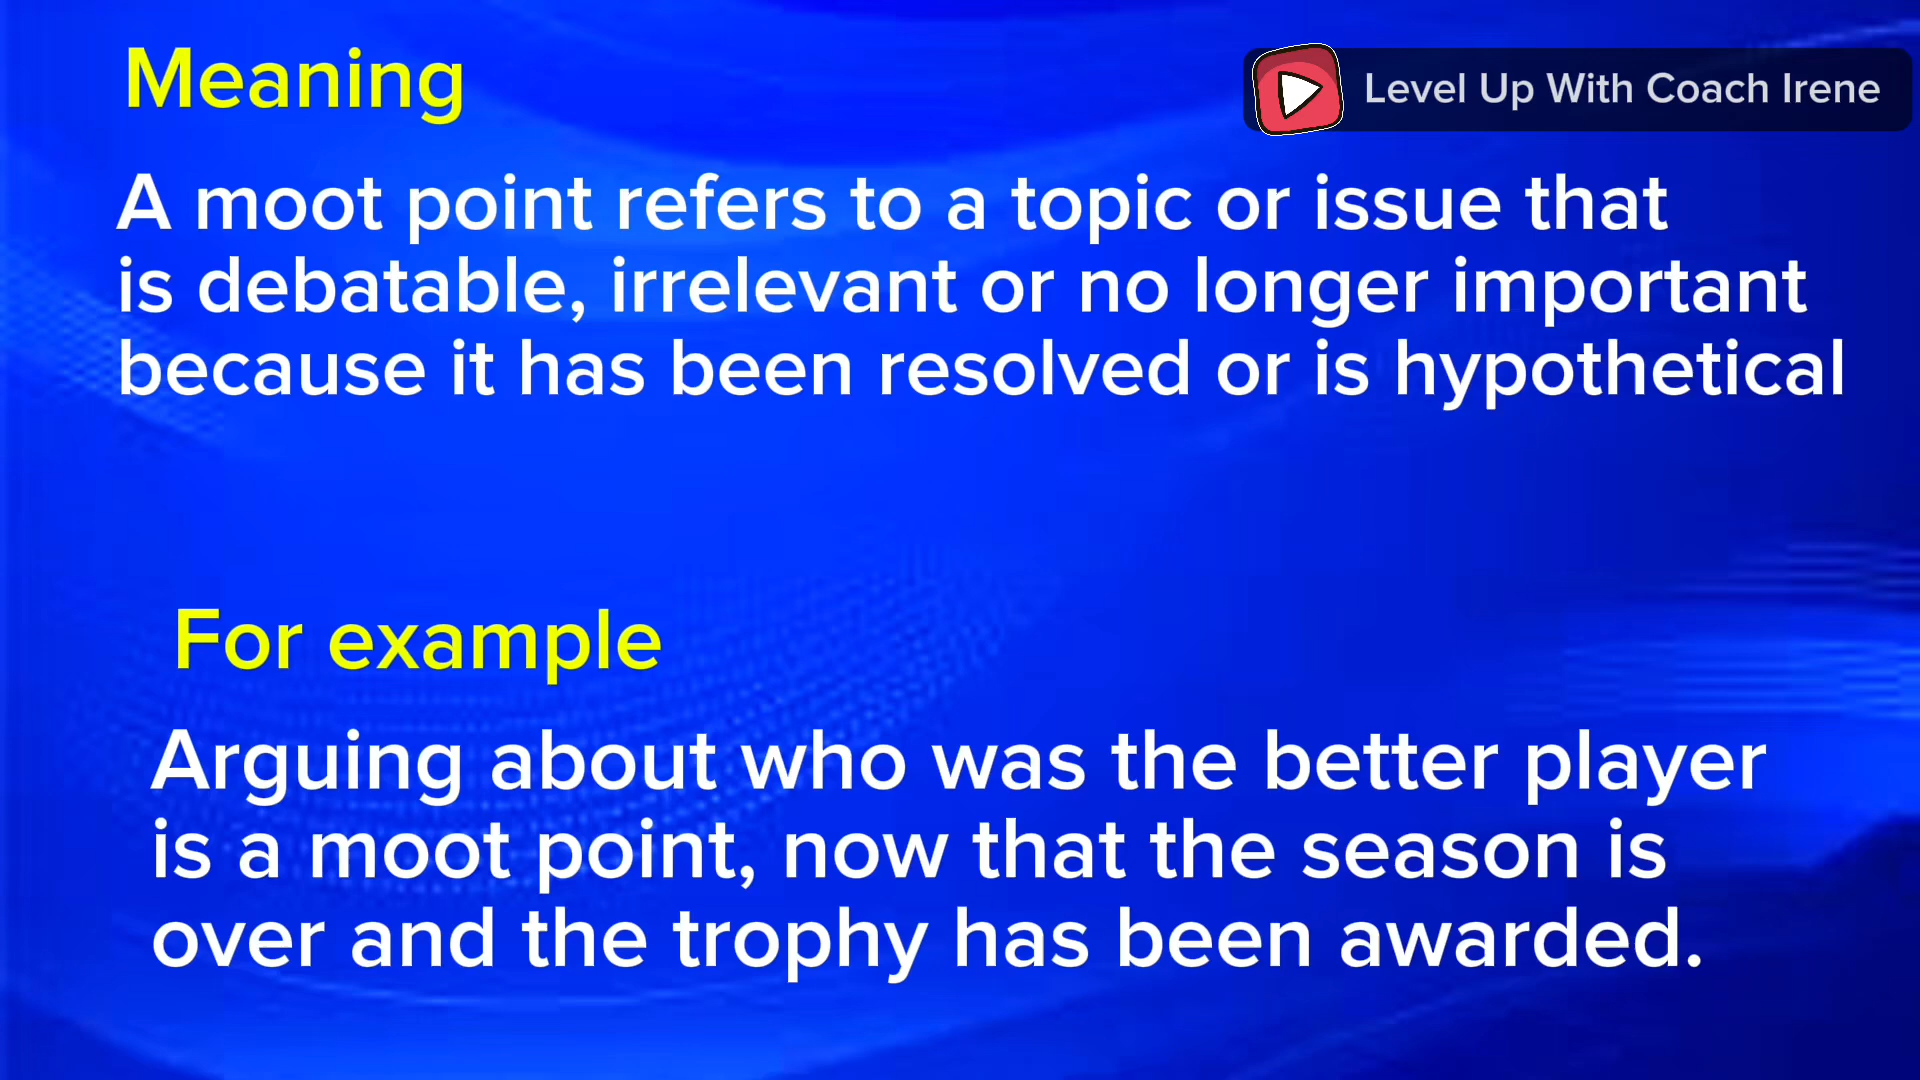 Meaning
Level Up With Coach Irene
A moot point refers to a topic or issue that
is debatable, irrelevant or no longer important
because it has been resolved or is hypothetical
For example
Arguing about who was the better player
is a moot point, now that the season is
over and the trophy has been awarded.